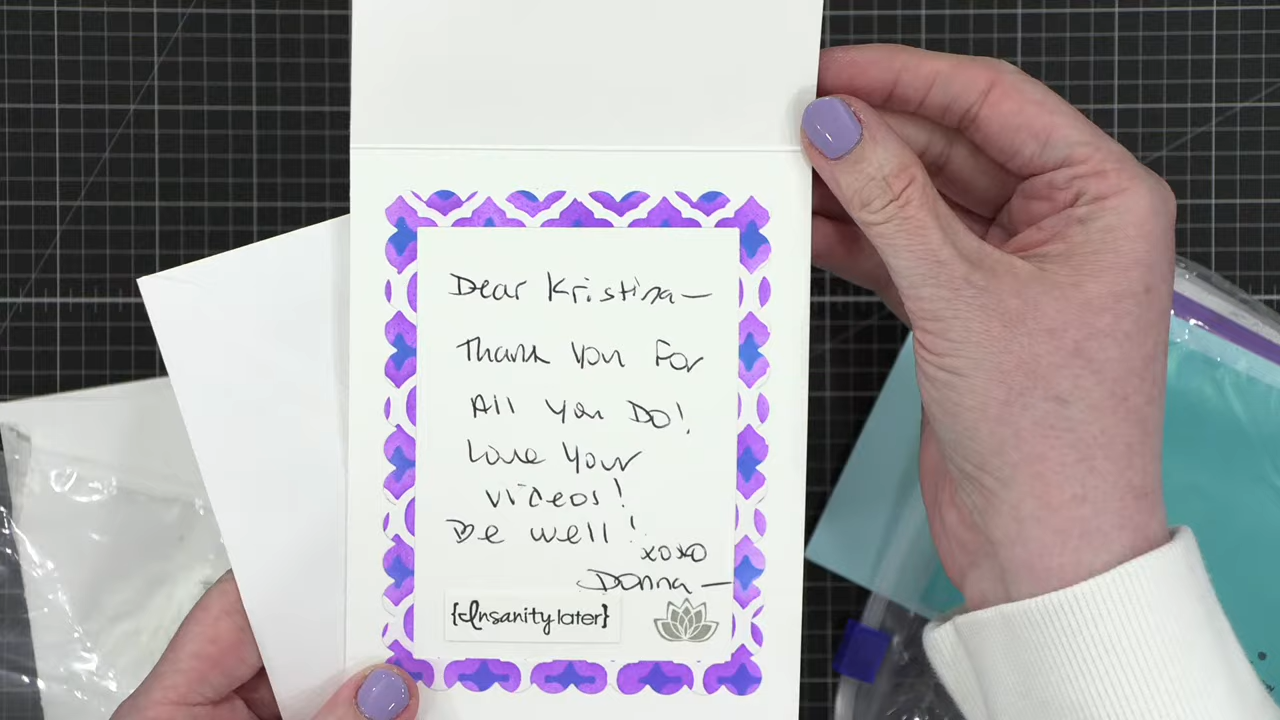 Dear Kristina—
Thank You For
All You Do!
Love Your
Videos!
Be well!
xoxo
Donna—
{Insanity later}